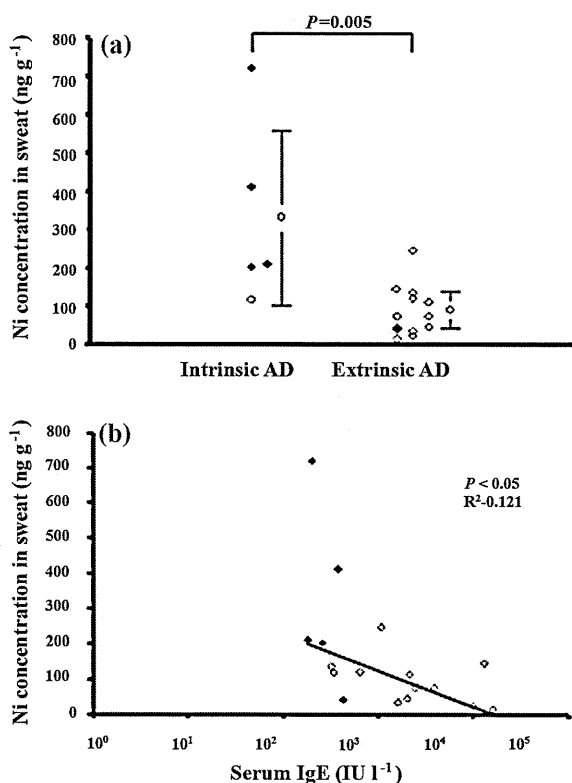 P=0.005
(a)
Ni concentration in sweat (ng g⁻¹)
800
700
600
500
400
300
200
100
0
Intrinsic AD Extrinsic AD
(b)
Ni concentration in sweat (ng g⁻¹)
800
700
600
500
400
300
200
100
0
P < 0.05
R²-0.121
10⁰ 10¹ 10² 10³ 10⁴ 10⁵
Serum IgE (IU l⁻¹)